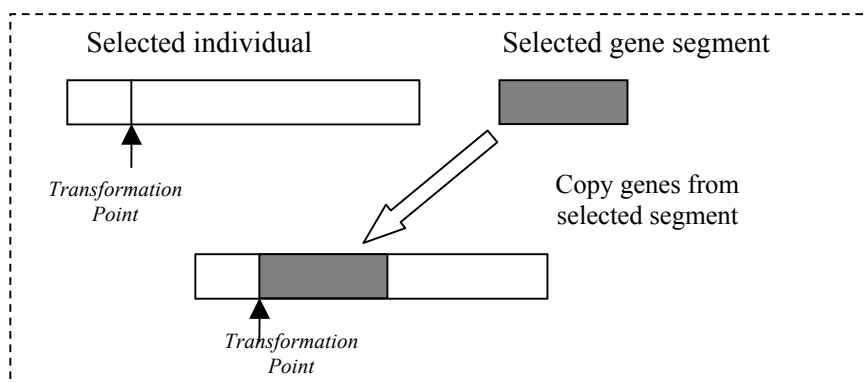 Selected individual
Selected gene segment
Transformation
Point
Copy genes from
selected segment
Transformation
Point